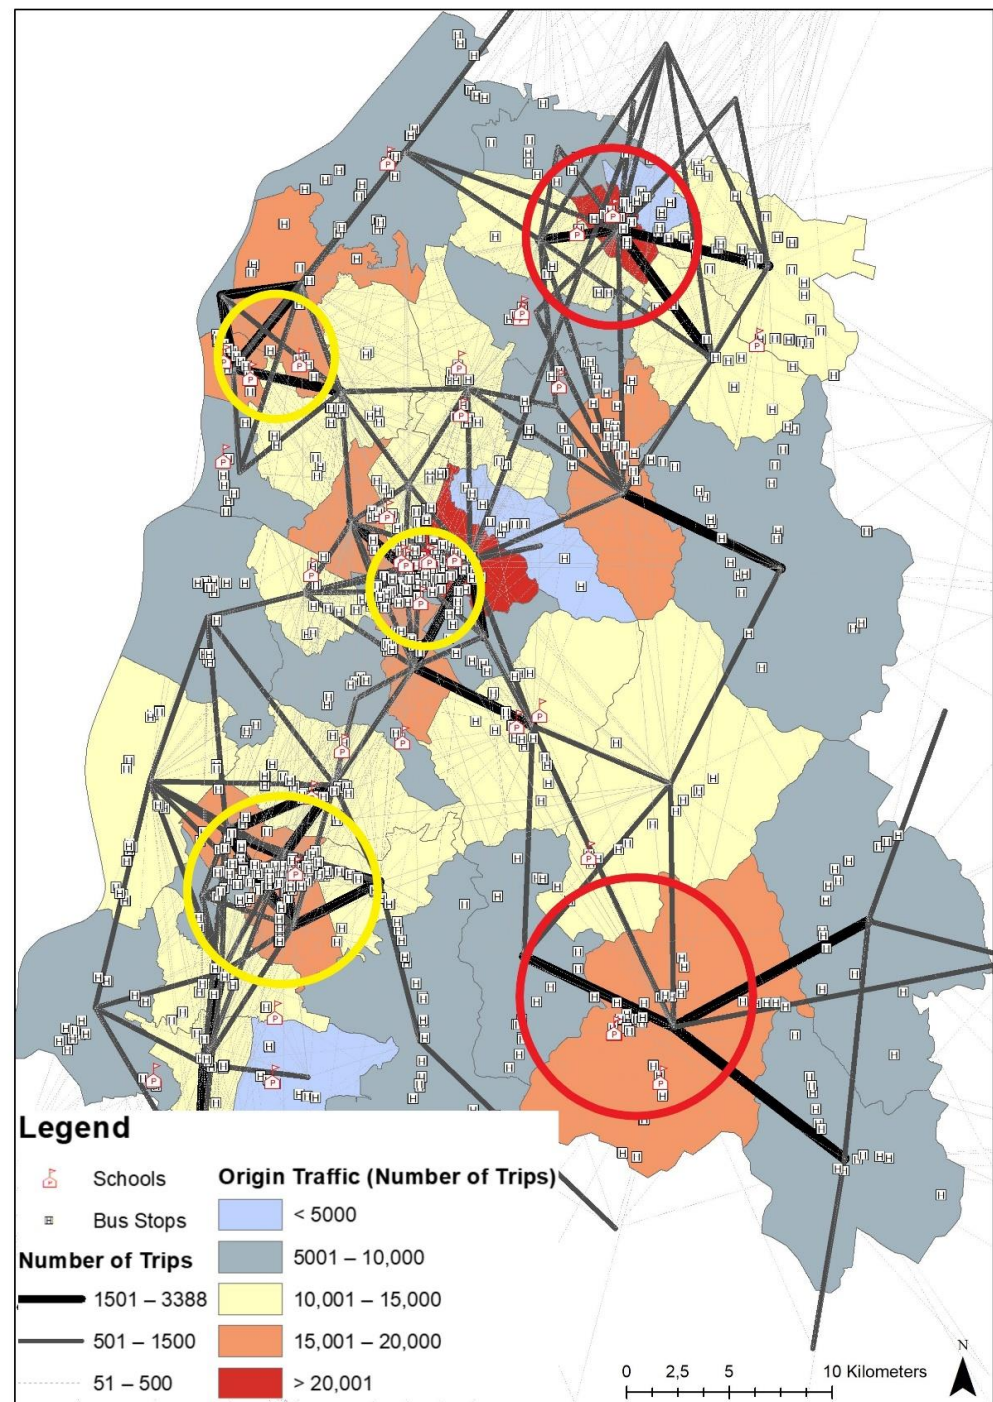 Legend
Schools
Bus Stops
Number of Trips
1501 – 3388
501 – 1500
51 – 500
Origin Traffic (Number of Trips)
< 5000
5001 – 10,000
10,001 – 15,000
15,001 – 20,000
> 20,001
N
0 2,5 5 10 Kilometers